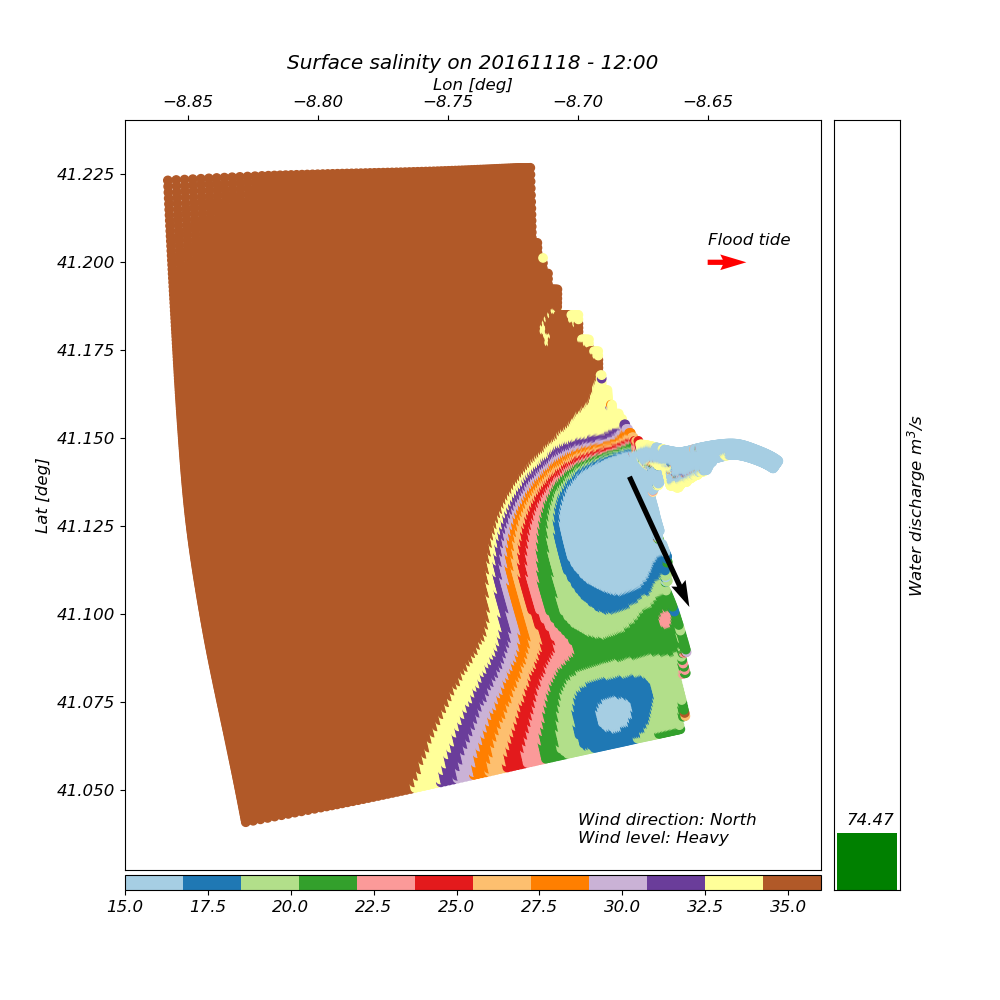 Surface salinity on 20161118 - 12:00
Lon [deg]
−8.85 −8.80 −8.75 −8.70 −8.65
41.225
41.200
41.175
41.150
41.125
41.100
41.075
41.050
Lat [deg]
Flood tide
Wind direction: North
Wind level: Heavy
15.0 17.5 20.0 22.5 25.0 27.5 30.0 32.5 35.0
74.47
Water discharge m³/s